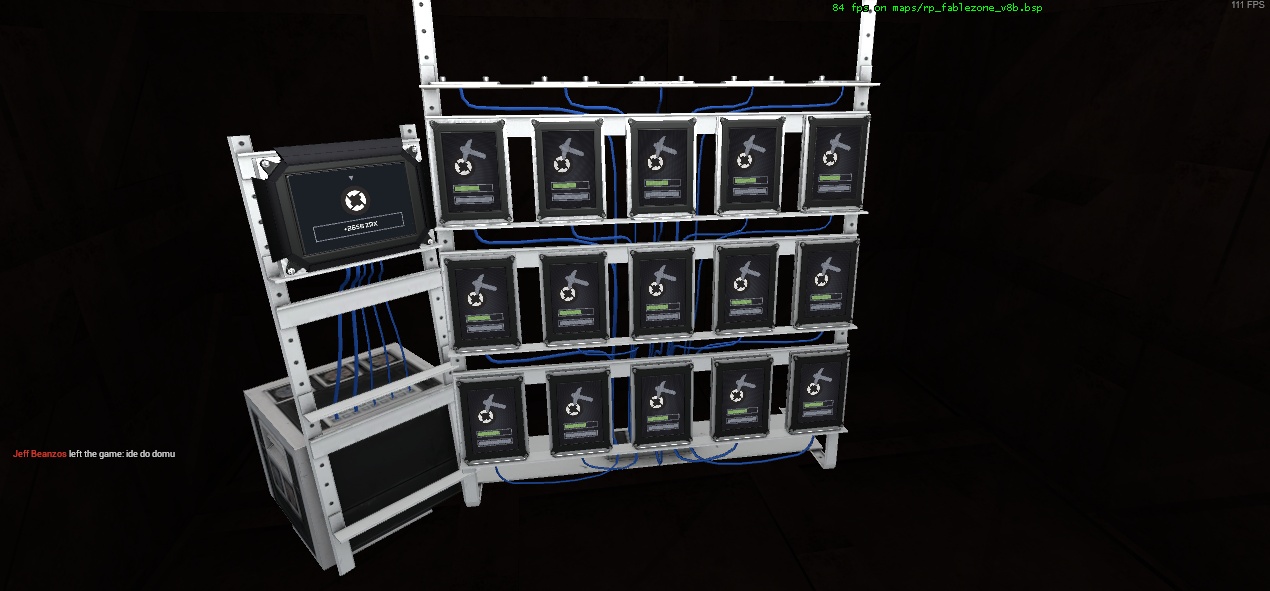 84 fps on maps/rp_fablezone_v8b.bsp
111 FPS
Jeff Beanzos left the game: ide do domu